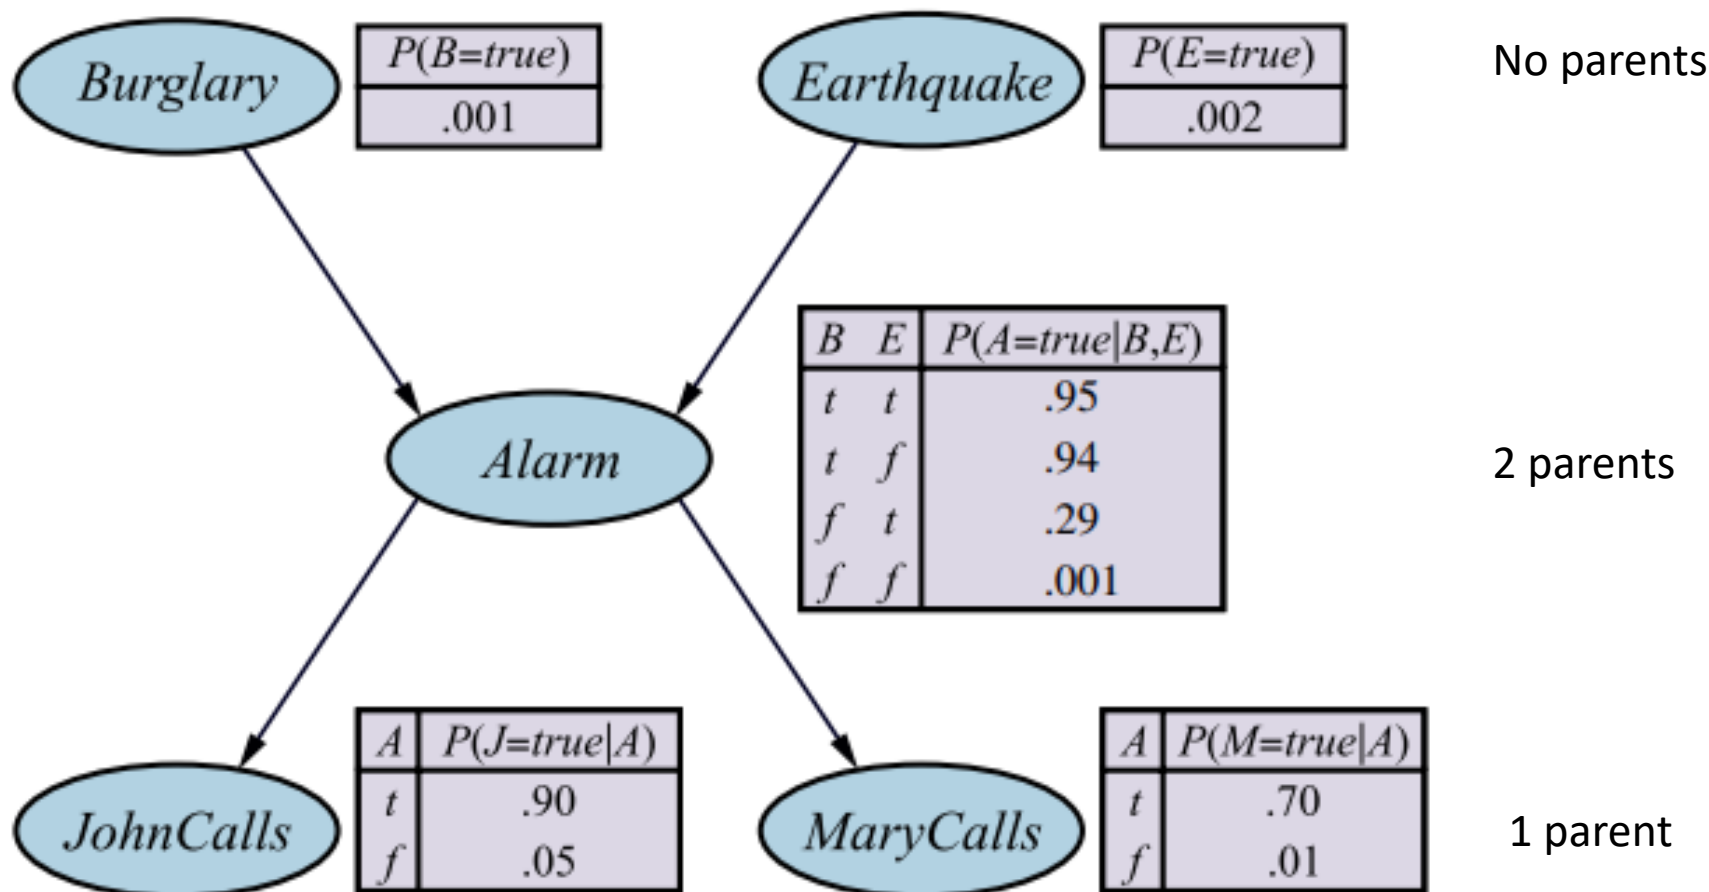 Burglary
P(B=true)
.001
Earthquake
P(E=true)
.002
No parents
Alarm
B E P(A=true|B,E)
t t .95
t f .94
f t .29
f f .001
2 parents
JohnCalls
A P(J=true|A)
t .90
f .05
MaryCalls
A P(M=true|A)
t .70
f .01
1 parent